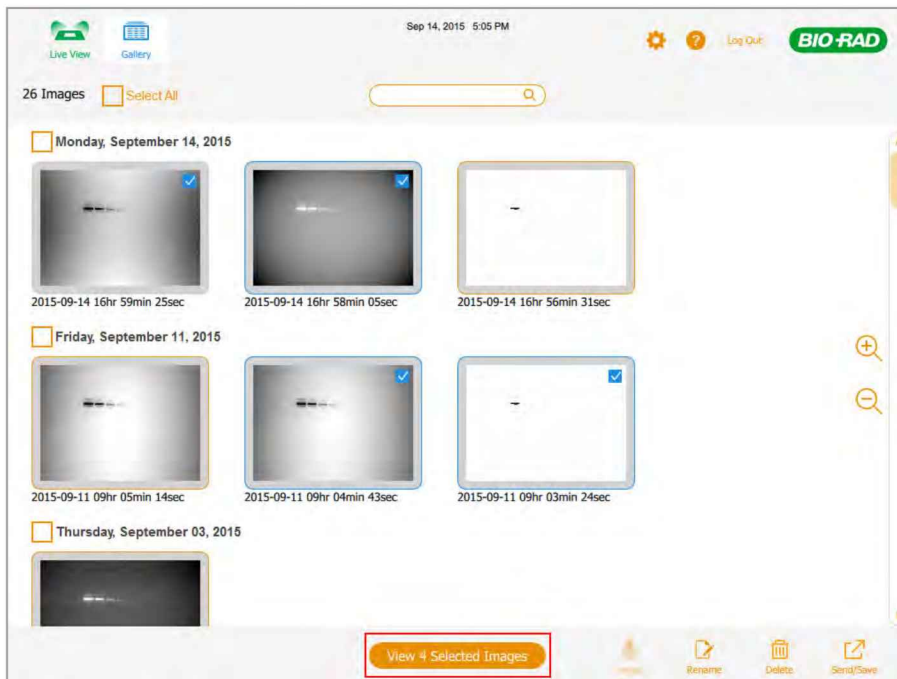 Sep 14, 2015 5:05 PM
Live View
Gallery
Log Out
BIO-RAD
26 Images
Select All
Monday, September 14, 2015
2015-09-14 16hr 59min 25sec
2015-09-14 16hr 58min 05sec
2015-09-14 16hr 56min 31sec
Friday, September 11, 2015
2015-09-11 09hr 05min 14sec
2015-09-11 09hr 04min 43sec
2015-09-11 09hr 03min 24sec
Thursday, September 03, 2015
View 4 Selected Images
Rename
Delete
Send/Save